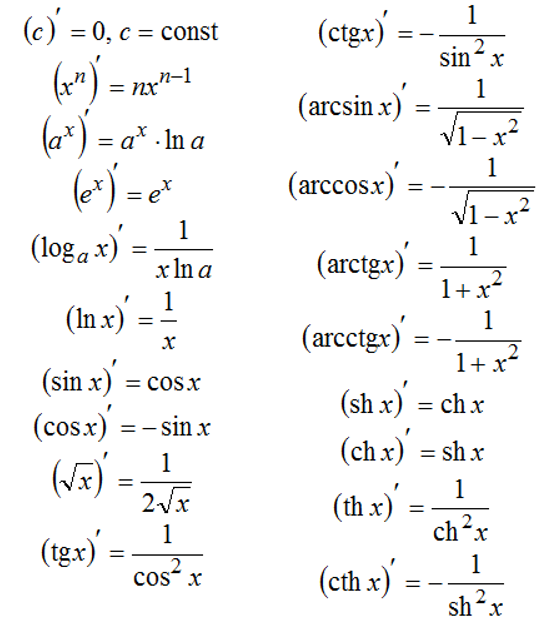 (c)′ = 0, c = const
(xⁿ)′ = nxⁿ⁻¹
(aˣ)′ = aˣ · ln a
(eˣ)′ = eˣ
(logₐ x)′ = 1/(x ln a)
(ln x)′ = 1/x
(sin x)′ = cos x
(cos x)′ = − sin x
(√x)′ = 1/(2√x)
(tgx)′ = 1/(cos² x)
(ctgx)′ = − 1/(sin² x)
(arcsin x)′ = 1/√(1 − x²)
(arccosx)′ = − 1/√(1 − x²)
(arctgx)′ = 1/(1 + x²)
(arcctgx)′ = − 1/(1 + x²)
(sh x)′ = ch x
(ch x)′ = sh x
(th x)′ = 1/(ch² x)
(cth x)′ = − 1/(sh² x)